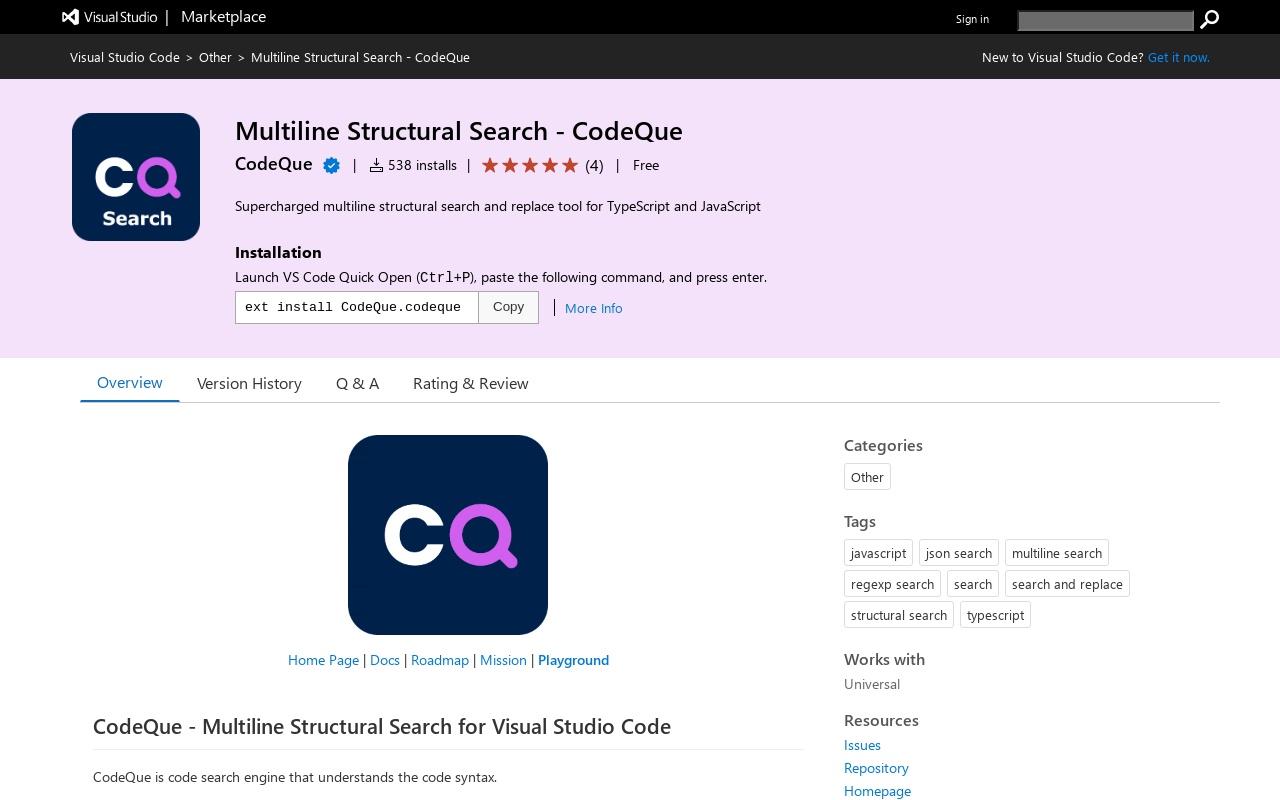 Visual Studio | Marketplace
Sign in
Visual Studio Code > Other > Multiline Structural Search - CodeQue
New to Visual Studio Code? Get it now.
CQ
Search
Multiline Structural Search - CodeQue
CodeQue | 538 installs | (4) | Free
Supercharged multiline structural search and replace tool for TypeScript and JavaScript
Installation
Launch VS Code Quick Open (Ctrl+P), paste the following command, and press enter.
ext install CodeQue.codeque
Copy
| More Info
Overview
Version History
Q & A
Rating & Review
CQ
Home Page | Docs | Roadmap | Mission | Playground
CodeQue - Multiline Structural Search for Visual Studio Code
CodeQue is code search engine that understands the code syntax.
Categories
Other
Tags
javascript json search multiline search
regexp search search search and replace
structural search typescript
Works with
Universal
Resources
Issues
Repository
Homepage